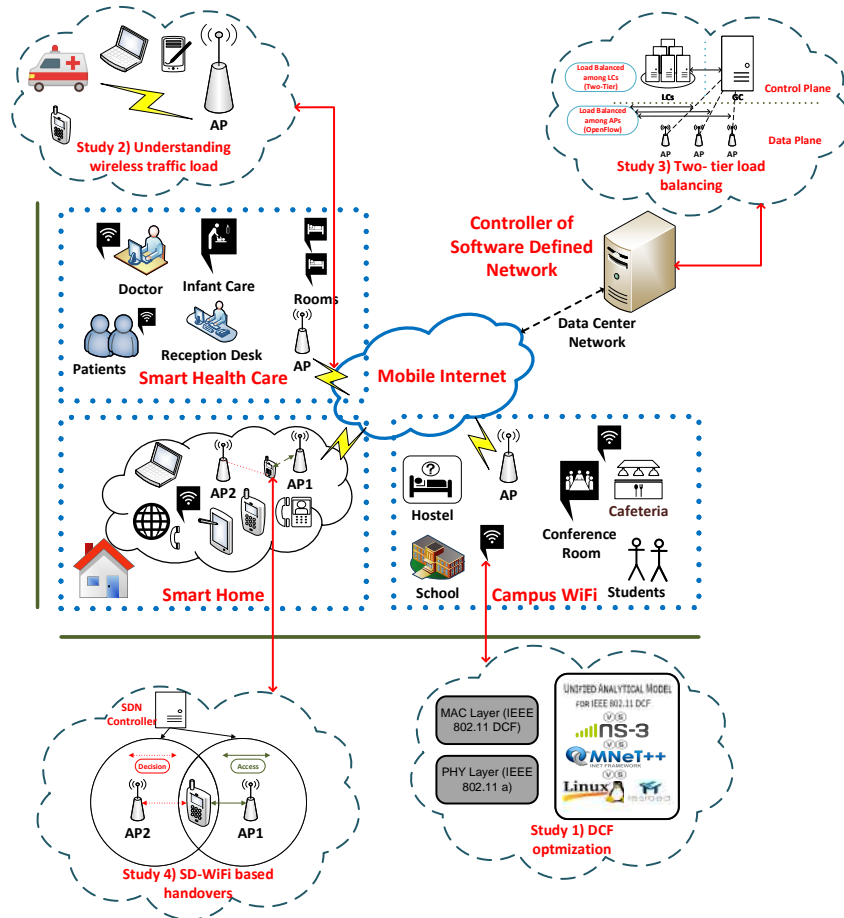 AP
Study 2) Understanding
wireless traffic load
Load Balanced
among LCs
(Two-Tier)
LCs
GC
Control Plane
Load Balanced
among APs
(OpenFlow)
Data Plane
AP
AP
AP
Study 3) Two- tier load
balancing
Controller of
Software Defined
Network
Data Center
Network
Doctor
Infant Care
Rooms
Patients
Reception Desk
AP
Smart Health Care
Mobile Internet
AP2
AP1
Smart Home
?
Hostel
AP
Conference
Room
Cafeteria
School
Campus WiFi
Students
SDN
Controller
Decision
Access
AP2
AP1
Study 4) SD-WiFi based
handovers
MAC Layer (IEEE
802.11 DCF)
PHY Layer (IEEE
802.11 a)
UNIFIED ANALYTICAL MODEL
FOR IEEE 802.11 DCF
VS
ns-3
VS
OMNeT++
INET FRAMEWORK
VS
Linux
Study 1) DCF
optmization